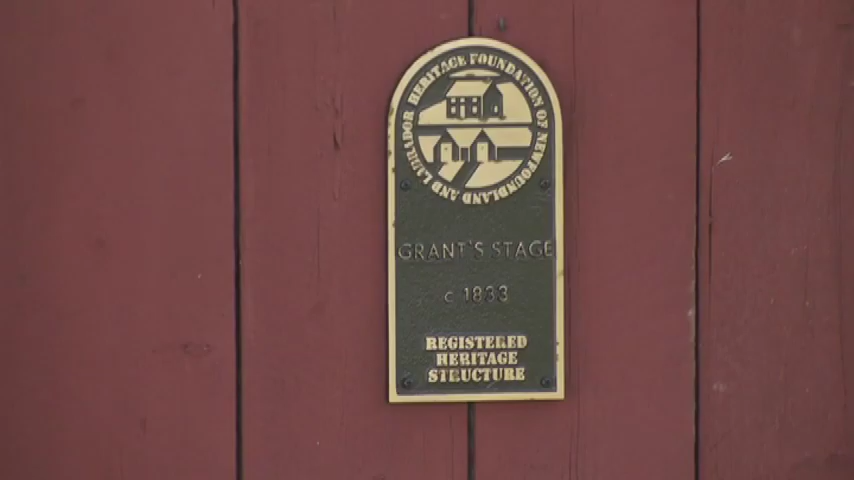 HERITAGE FOUNDATION OF NEWFOUNDLAND AND LABRADOR
GRANT'S STAGE
c 1833
REGISTERED
HERITAGE
STRUCTURE